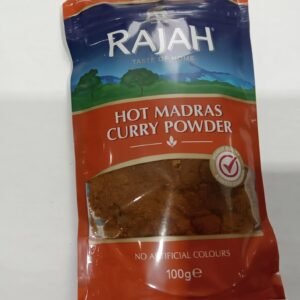 RAJAH
TASTE OF HOME
HOT MADRAS
CURRY POWDER
NO ARTIFICIAL COLOURS
100g e